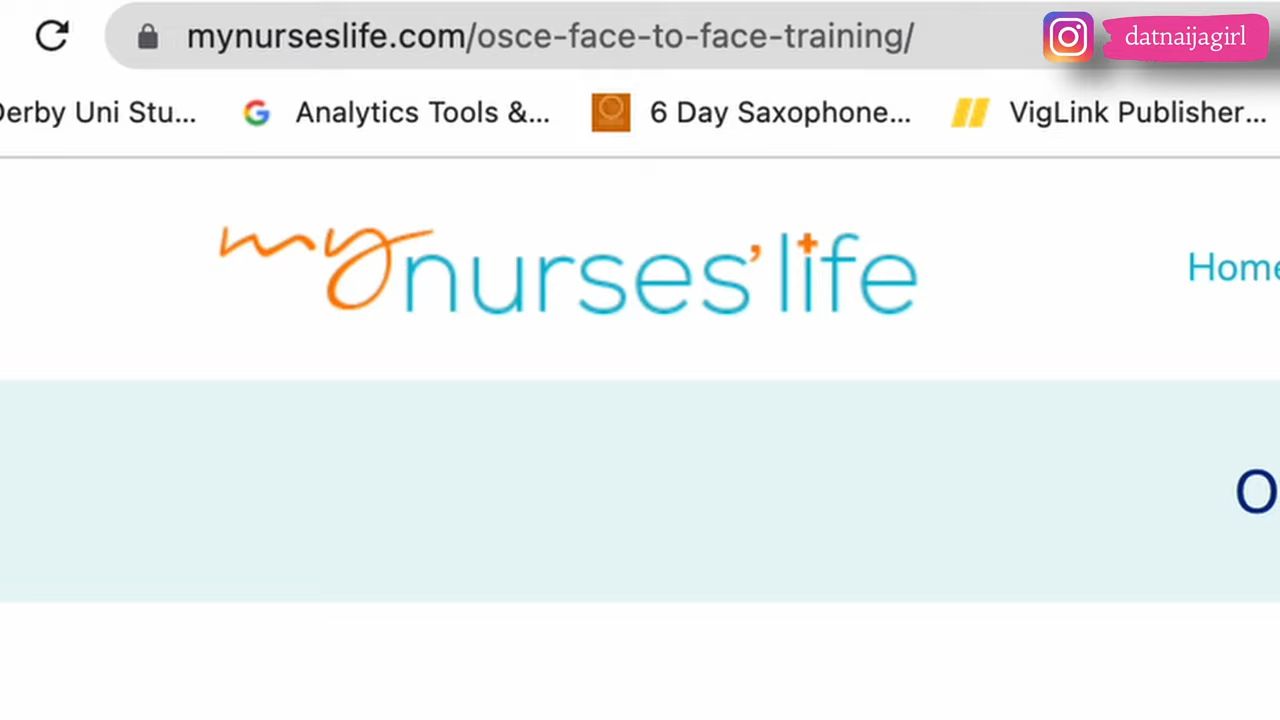 mynurseslife.com/osce-face-to-face-training/
datnaijagirl
Derby Uni Stu...
Analytics Tools &...
6 Day Saxophone...
VigLink Publisher...
my nurses' life
Home
O